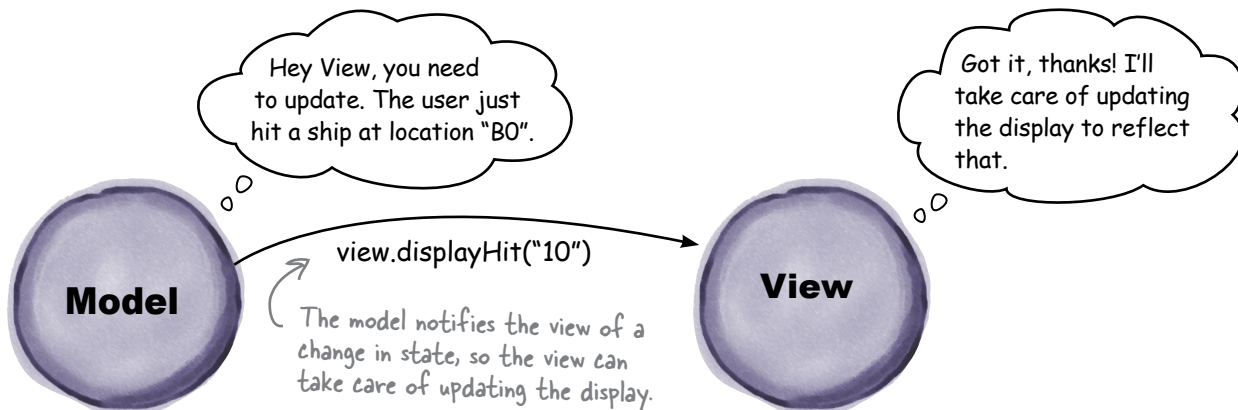 Hey View, you need
to update. The user just
hit a ship at location “B0”.
Got it, thanks! I’ll
take care of updating
the display to reflect
that.
Model
view.displayHit(“10”)
View
The model notifies the view of a
change in state, so the view can
take care of updating the display.